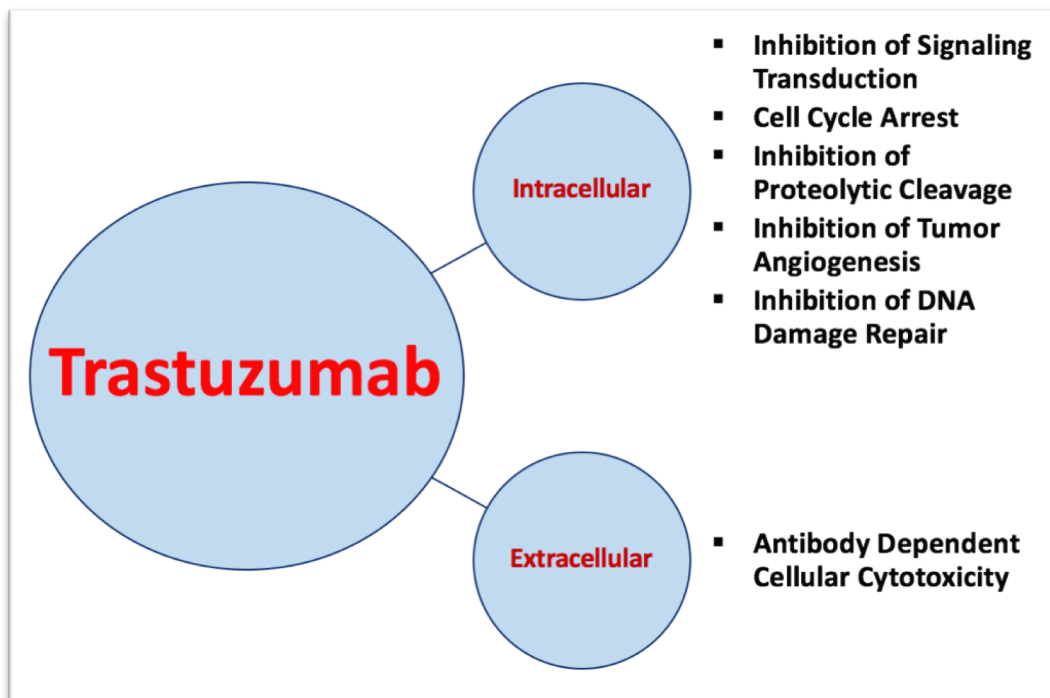 Trastuzumab
Intracellular
▪ Inhibition of Signaling
Transduction
▪ Cell Cycle Arrest
▪ Inhibition of
Proteolytic Cleavage
▪ Inhibition of Tumor
Angiogenesis
▪ Inhibition of DNA
Damage Repair
Extracellular
▪ Antibody Dependent
Cellular Cytotoxicity